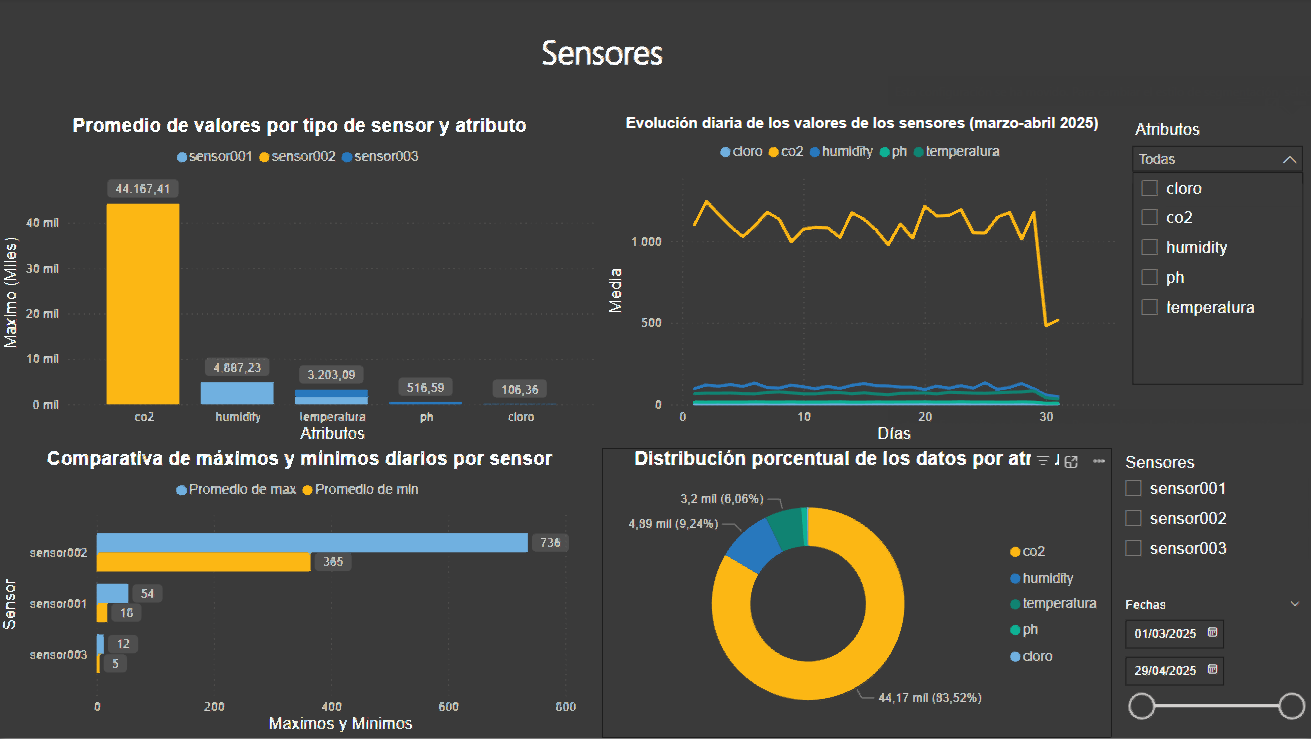 Sensores
Promedio de valores por tipo de sensor y atributo
sensor001 sensor002 sensor003
Maximo (Miles)
40 mil
30 mil
20 mil
10 mil
0 mil
44.167,41
4.887,23
3.203,09
516,59
106,36
co2 humidity temperatura ph cloro
Atributos
Evolución diaria de los valores de los sensores (marzo-abril 2025)
cloro co2 humidity ph temperatura
Media
1 000
500
0
0 10 20 30
Días
Atributos
Todas
cloro
co2
humidity
ph
temperatura
Comparativa de máximos y mínimos diarios por sensor
Promedio de max Promedio de min
Sensor
sensor002
736
365
sensor001
54
18
sensor003
12
5
0 200 400 600 800
Maximos y Minimos
Distribución porcentual de los datos por atr
3,2 mil (6,06%)
4,89 mil (9,24%)
44,17 mil (83,52%)
co2
humidity
temperatura
ph
cloro
Sensores
sensor001
sensor002
sensor003
Fechas
01/03/2025
29/04/2025